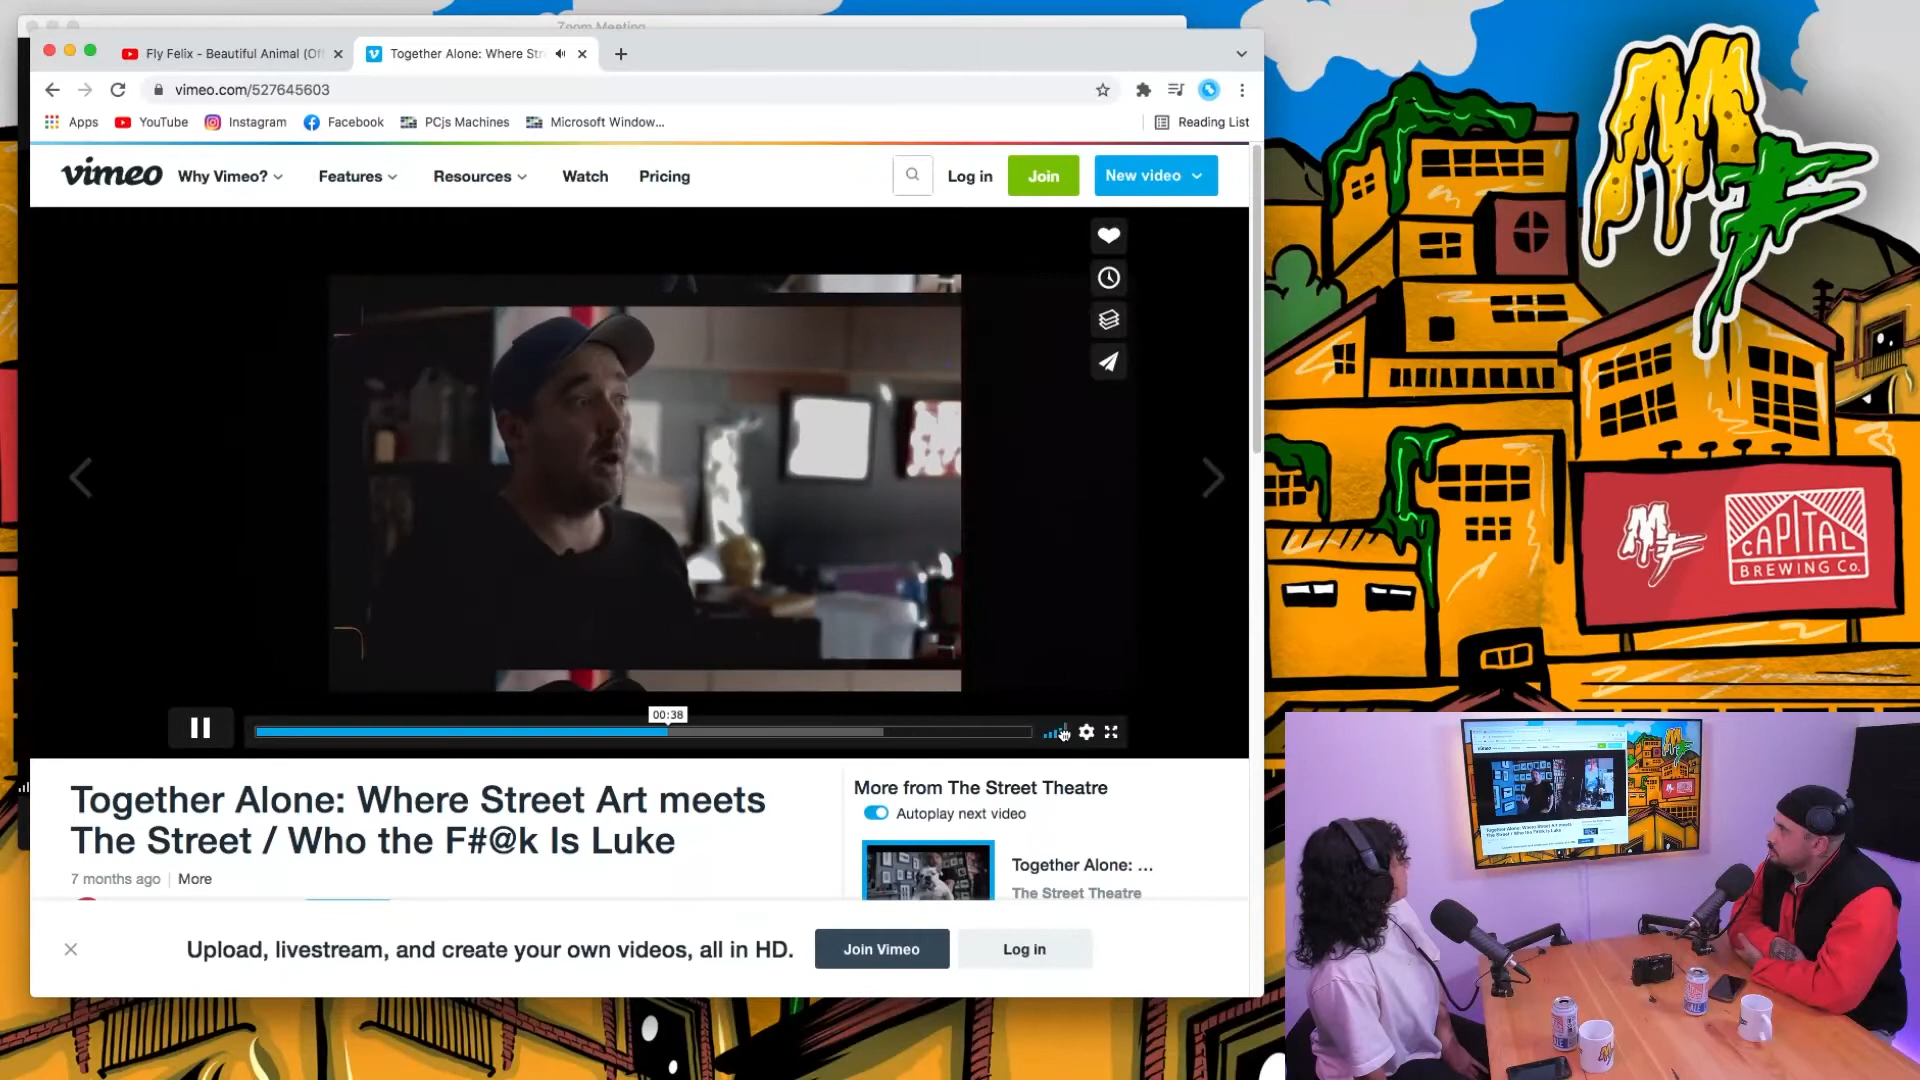 Zoom Meeting
Fly Felix - Beautiful Animal (Of
Together Alone: Where Str
vimeo.com/527645603
Apps
YouTube
Instagram
Facebook
PCjs Machines
Microsoft Window...
Reading List
vimeo
Why Vimeo?
Features
Resources
Watch
Pricing
Log in
Join
New video
00:38
Together Alone: Where Street Art meets
The Street / Who the F#@k Is Luke
7 months ago
More
More from The Street Theatre
Autoplay next video
Together Alone: ...
The Street Theatre
Upload, livestream, and create your own videos, all in HD.
Join Vimeo
Log in
MF
MF
CAPITAL
BREWING Co.